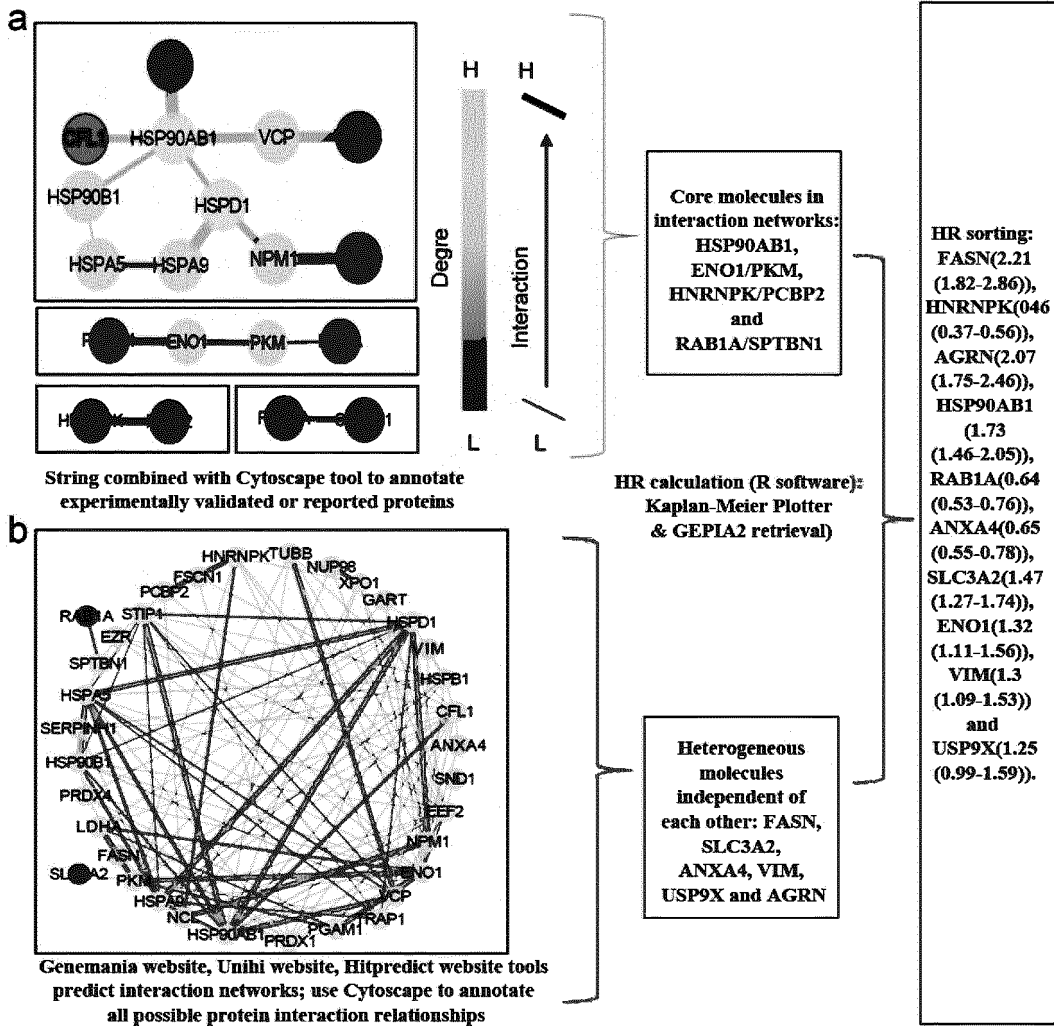 a
H
H
CFL1
HSP90AB1
VCP
HSP90B1
HSPD1
HSPA5
HSPA9
NPM1
Degre
Interaction
ENO1
PKM
L
L
String combined with Cytoscape tool to annotate
experimentally validated or reported proteins
Core molecules in
interaction networks:
HSP90AB1,
ENO1/PKM,
HNRNPK/PCBP2
and
RAB1A/SPTBN1
HR calculation (R software):
Kaplan-Meier Plotter
& GEPIA2 retrieval)
HR sorting:
FASN(2.21
(1.82-2.86)),
HNRNPK(046
(0.37-0.56)),
AGRN(2.07
(1.75-2.46)),
HSP90AB1
(1.73
(1.46-2.05)),
RAB1A(0.64
(0.53-0.76)),
ANXA4(0.65
(0.55-0.78)),
SLC3A2(1.47
(1.27-1.74)),
ENO1(1.32
(1.11-1.56)),
VIM(1.3
(1.09-1.53))
and
USP9X(1.25
(0.99-1.59)).
b
HNRNPK
TUBB
NUP98
FSCN1
XPO1
PCBP2
GART
RAB1A
STIP1
HSPD1
EZR
VIM
SPTBN1
HSPB1
HSPA5
CFL1
SERPINH1
ANXA4
HSP90B1
SND1
PRDX4
EEF2
LDHA
NPM1
FASN
ENO1
SLC3A2
PKM
VCP
HSPA9
TRAP1
NCL
PGAM1
HSP90AB1
PRDX1
Heterogeneous
molecules
independent of
each other: FASN,
SLC3A2,
ANXA4, VIM,
USP9X and AGRN
Genemania website, Unihi website, Hitpredict website tools
predict interaction networks; use Cytoscape to annotate
all possible protein interaction relationships